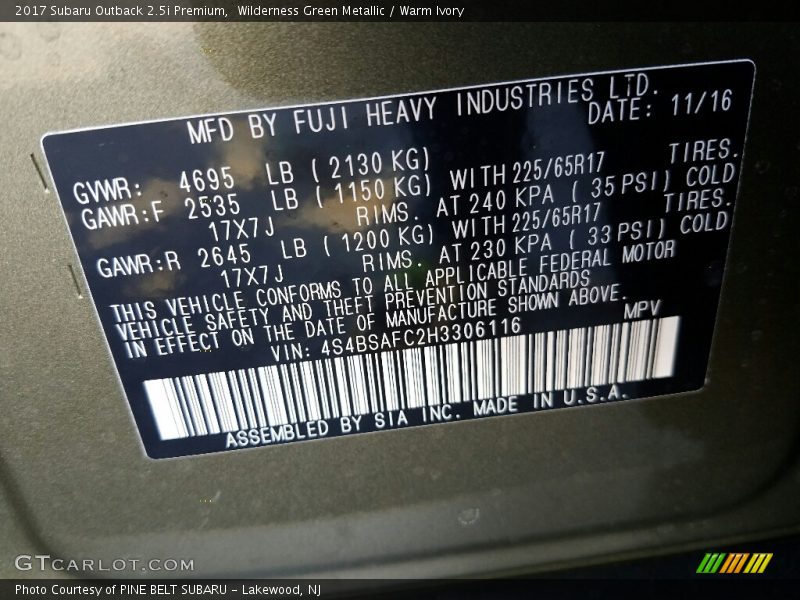 2017 Subaru Outback 2.5i Premium,  Wilderness Green Metallic / Warm Ivory
MFD BY FUJI HEAVY INDUSTRIES LTD.
DATE: 11/16
GVWR: 4695 LB (2130 KG)
GAWR:F 2535 LB (1150 KG) WITH 225/65R17 TIRES.
17X7J RIMS. AT 240 KPA (35 PSI) COLD
GAWR:R 2645 LB (1200 KG) WITH 225/65R17 TIRES.
17X7J RIMS. AT 230 KPA (33 PSI) COLD
THIS VEHICLE CONFORMS TO ALL APPLICABLE FEDERAL MOTOR
VEHICLE SAFETY AND THEFT PREVENTION STANDARDS
IN EFFECT ON THE DATE OF MANUFACTURE SHOWN ABOVE.
VIN: 4S4BSAFC2H3306116 MPV
ASSEMBLED BY SIA INC. MADE IN U.S.A.
GTCARLOT.COM
Photo Courtesy of PINE BELT SUBARU - Lakewood, NJ